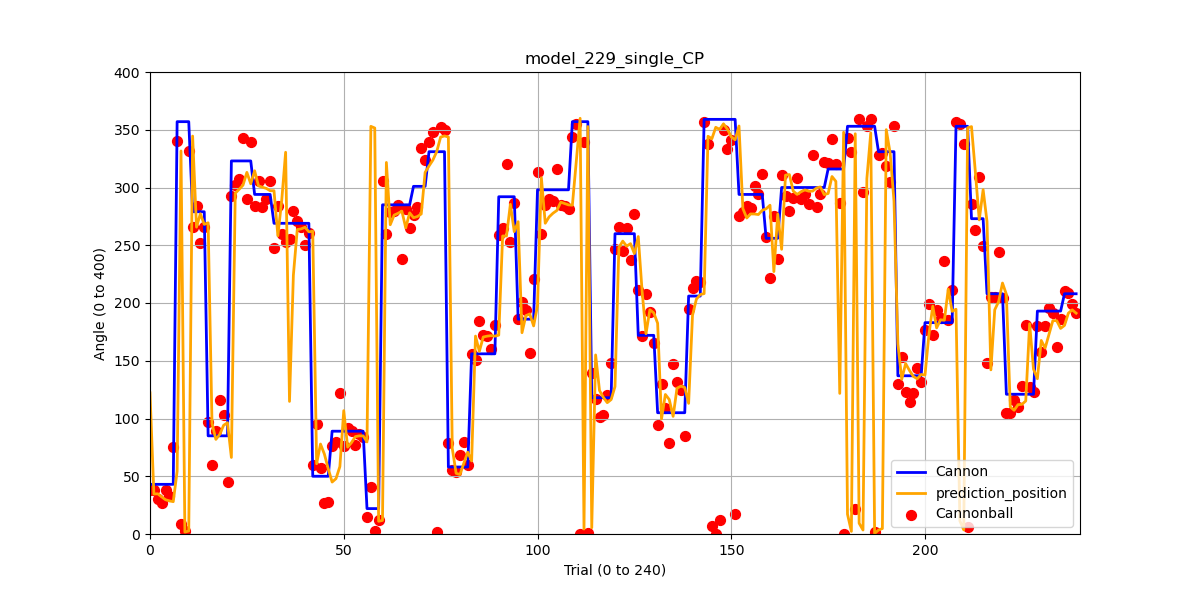 model_229_single_CP
400
350
300
250
200
150
100
50
0
Angle (0 to 400)
0
50
100
150
200
Trial (0 to 240)
Cannon
prediction_position
Cannonball